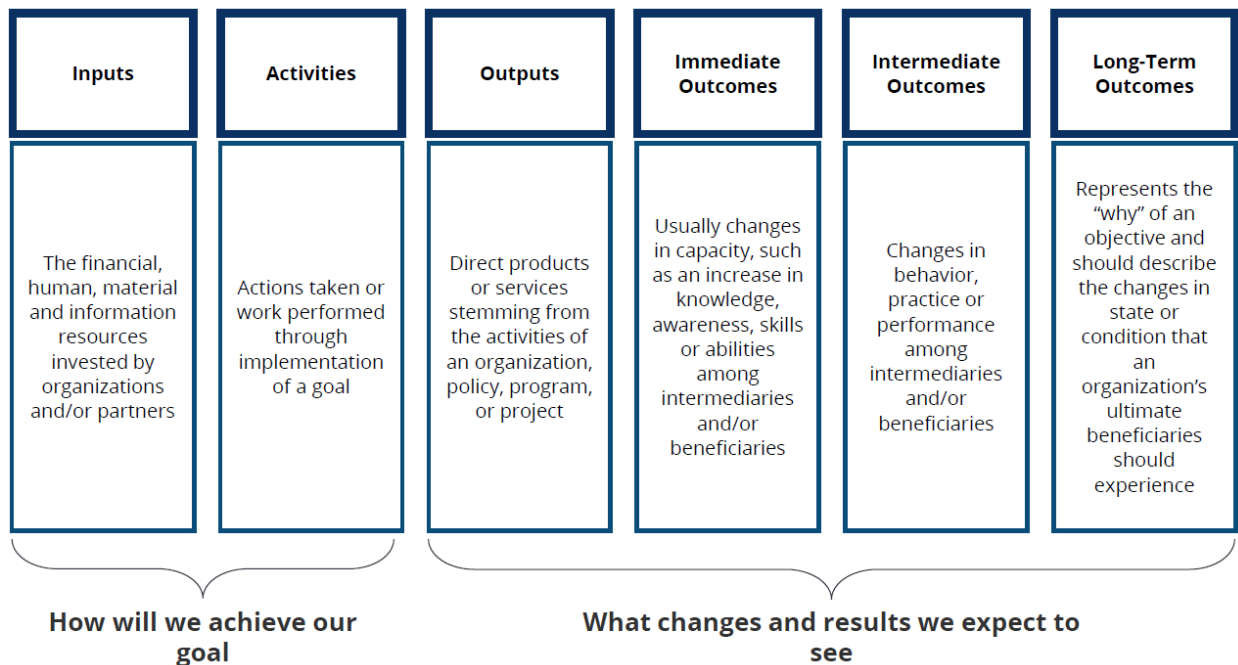 Inputs
Activities
Outputs
Immediate
Outcomes
Intermediate
Outcomes
Long-Term
Outcomes
The financial,
human, material
and information
resources
invested by
organizations
and/or partners
Actions taken or
work performed
through
implementation
of a goal
Direct products
or services
stemming from
the activities of
an organization,
policy, program,
or project
Usually changes
in capacity, such
as an increase in
knowledge,
awareness, skills
or abilities
among
intermediaries
and/or
beneficiaries
Changes in
behavior,
practice or
performance
among
intermediaries
and/or
beneficiaries
Represents the
“why” of an
objective and
should describe
the changes in
state or
condition that
an
organization’s
ultimate
beneficiaries
should
experience
How will we achieve our
goal
What changes and results we expect to
see